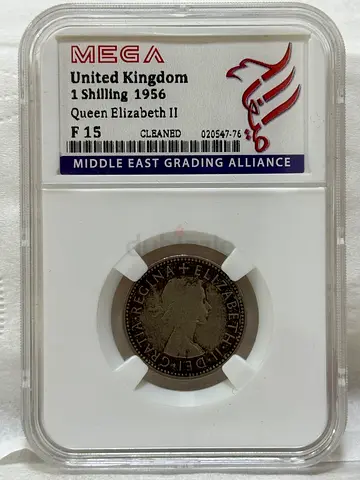 MEGA
United Kingdom
1 Shilling 1956
Queen Elizabeth II
F 15 CLEANED 020547-76
MIDDLE EAST GRADING ALLIANCE
+ ELIZABETH·II·DEI·GRATIA·REGINA